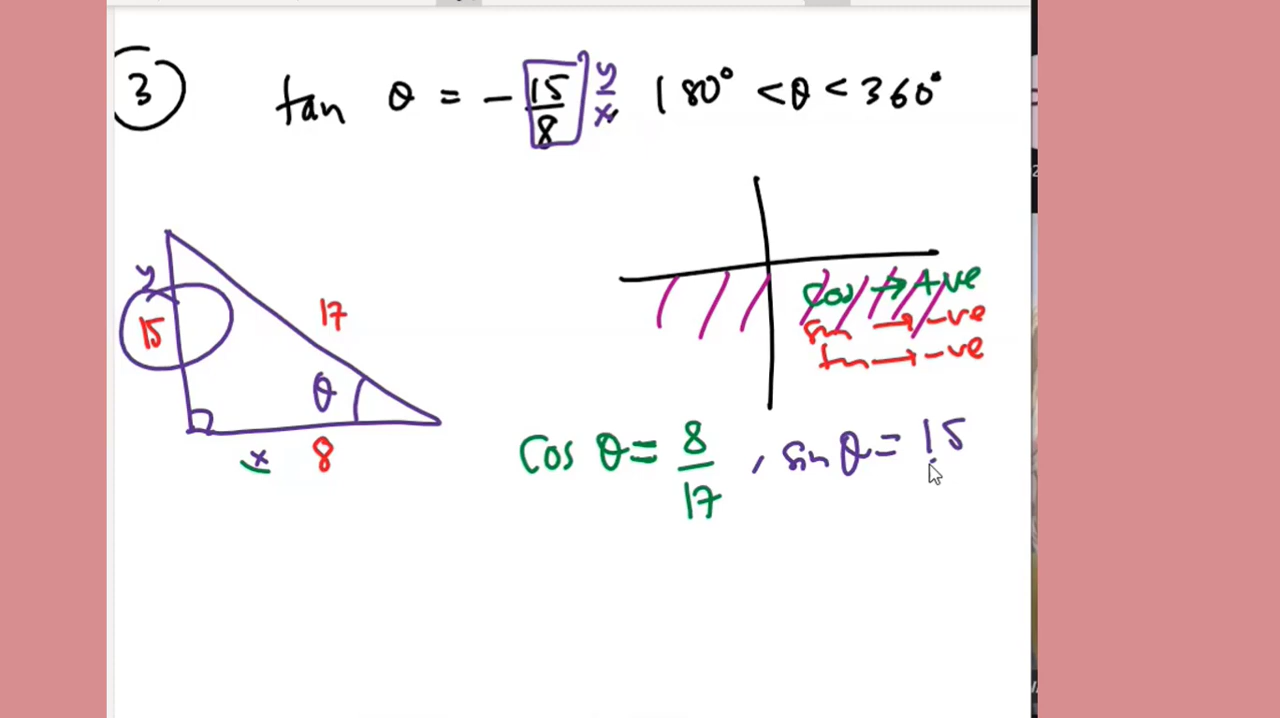 3
tan θ = - 15/8 y/x 180° < θ < 360°
y
15
17
θ
x 8
cos → +ve
sin → -ve
tan → -ve
cos θ = 8/17 , sin θ = 15